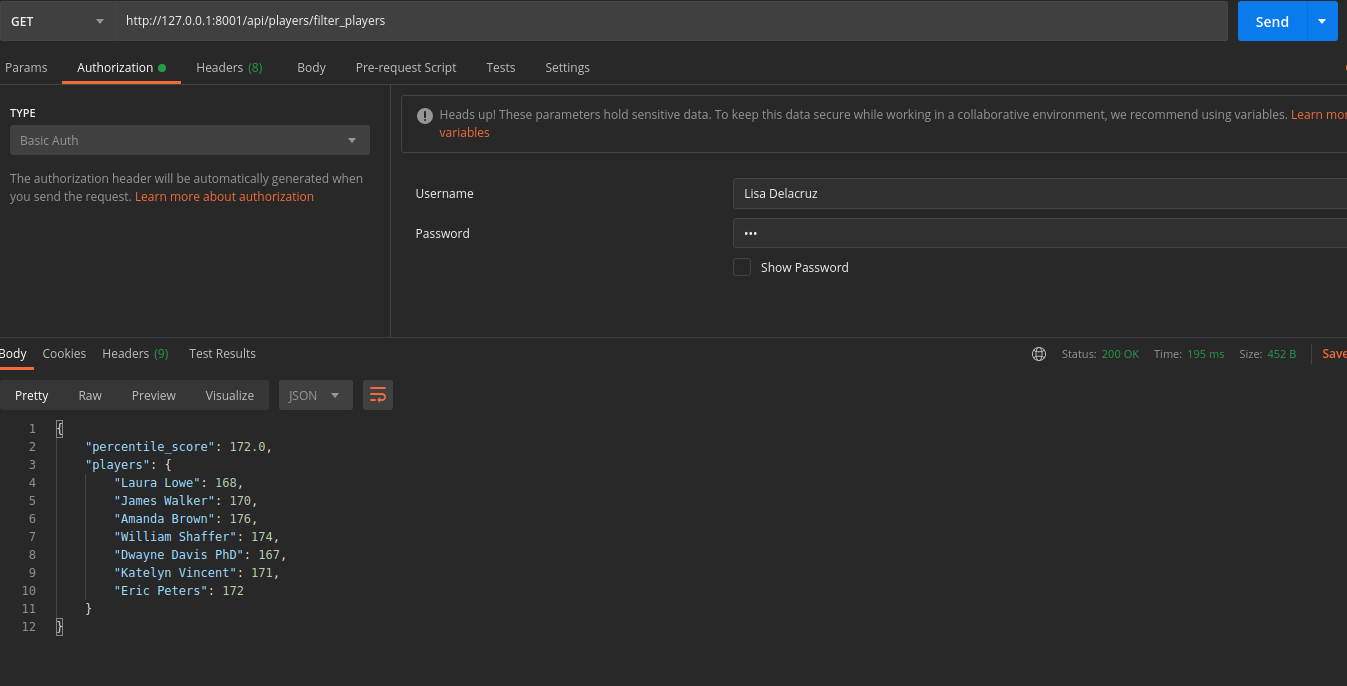 GET http://127.0.0.1:8001/api/players/filter_players Send
Params Authorization Headers (8) Body Pre-request Script Tests Settings
TYPE
Basic Auth
The authorization header will be automatically generated when
you send the request. Learn more about authorization
Heads up! These parameters hold sensitive data. To keep this data secure while working in a collaborative environment, we recommend using variables. Learn mor
variables
Username Lisa Delacruz
Password •••
Show Password
Body Cookies Headers (9) Test Results Status: 200 OK Time: 195 ms Size: 452 B Save
Pretty Raw Preview Visualize JSON
1 {
2 "percentile_score": 172.0,
3 "players": {
4 "Laura Lowe": 168,
5 "James Walker": 170,
6 "Amanda Brown": 176,
7 "William Shaffer": 174,
8 "Dwayne Davis PhD": 167,
9 "Katelyn Vincent": 171,
10 "Eric Peters": 172
11 }
12 }